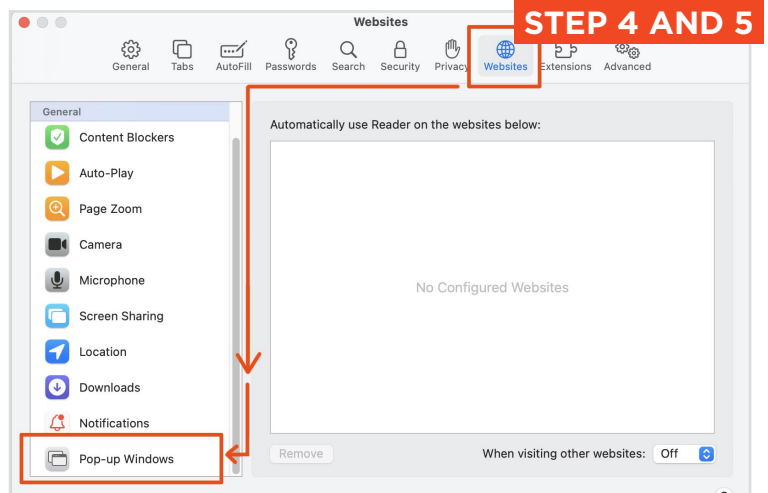 Websites
STEP 4 AND 5
General Tabs AutoFill Passwords Search Security Privacy Websites Extensions Advanced
General
Content Blockers
Auto-Play
Page Zoom
Camera
Microphone
Screen Sharing
Location
Downloads
Notifications
Pop-up Windows
Automatically use Reader on the websites below:
No Configured Websites
Remove When visiting other websites: Off